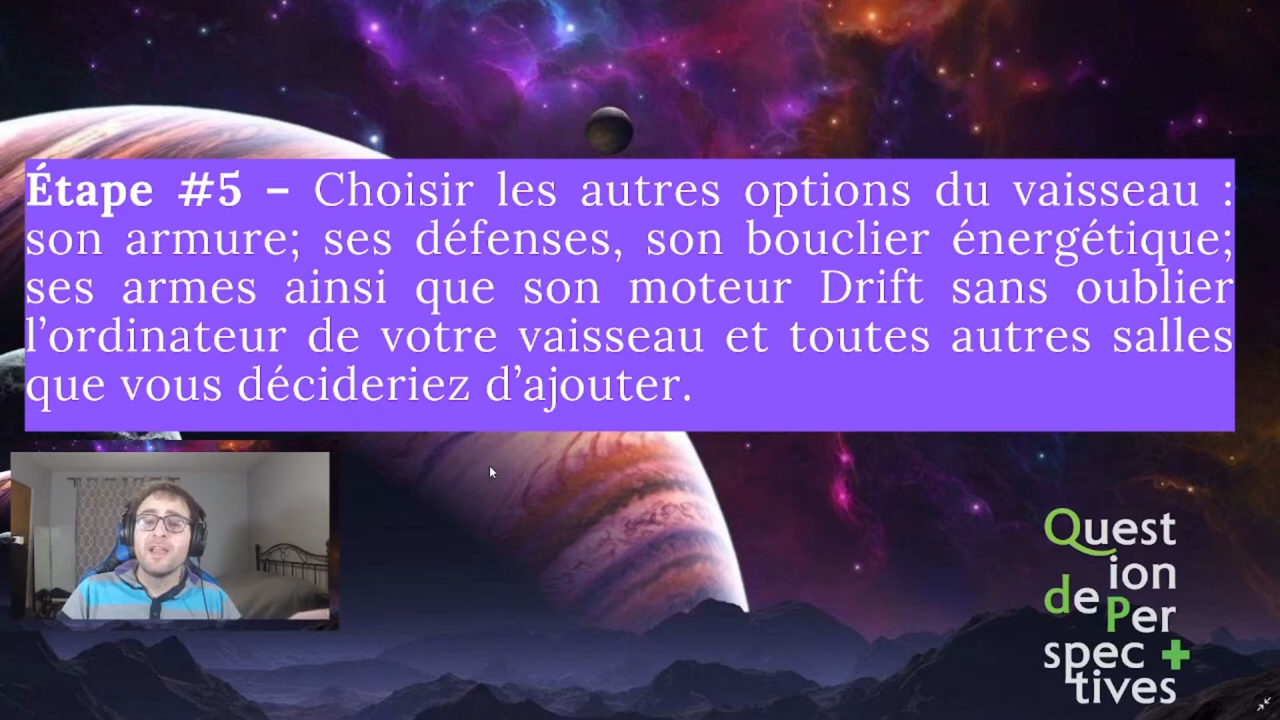 Étape #5 – Choisir les autres options du vaisseau :
son armure; ses défenses, son bouclier énergétique;
ses armes ainsi que son moteur Drift sans oublier
l’ordinateur de votre vaisseau et toutes autres salles
que vous décideriez d’ajouter.
Quest
ion
de Per
spec +
tives